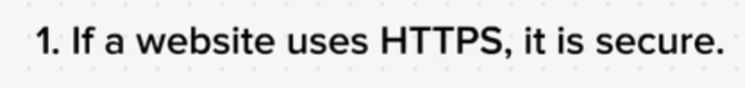 1. If a website uses HTTPS, it is secure.